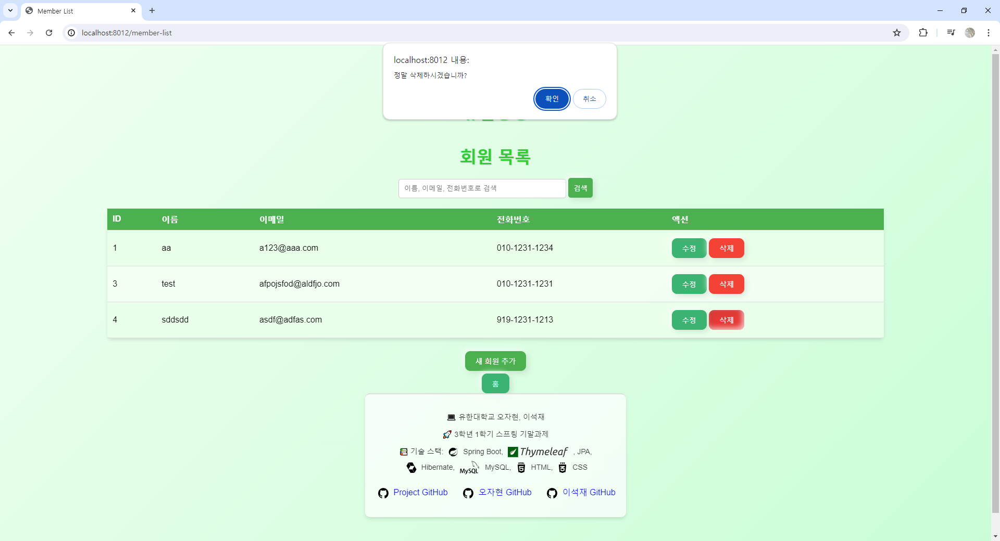 Member List
localhost:8012/member-list
localhost:8012 내용:
정말 삭제하시겠습니까?
확인 취소
회원 목록
이름, 이메일, 전화번호로 검색 검색
ID 이름 이메일 전화번호 액션
1 aa a123@aaa.com 010-1231-1234 수정 삭제
3 test afpojsfod@aldfjo.com 010-1231-1231 수정 삭제
4 sddsdd asdf@adfas.com 919-1231-1213 수정 삭제
새 회원 추가
홈
유한대학교 오자현, 이석재
3학년 1학기 스프링 기말과제
기술 스택: Spring Boot, Thymeleaf , JPA,
Hibernate, MySQL MySQL, HTML HTML, CSS CSS
Project GitHub 오자현 GitHub 이석재 GitHub